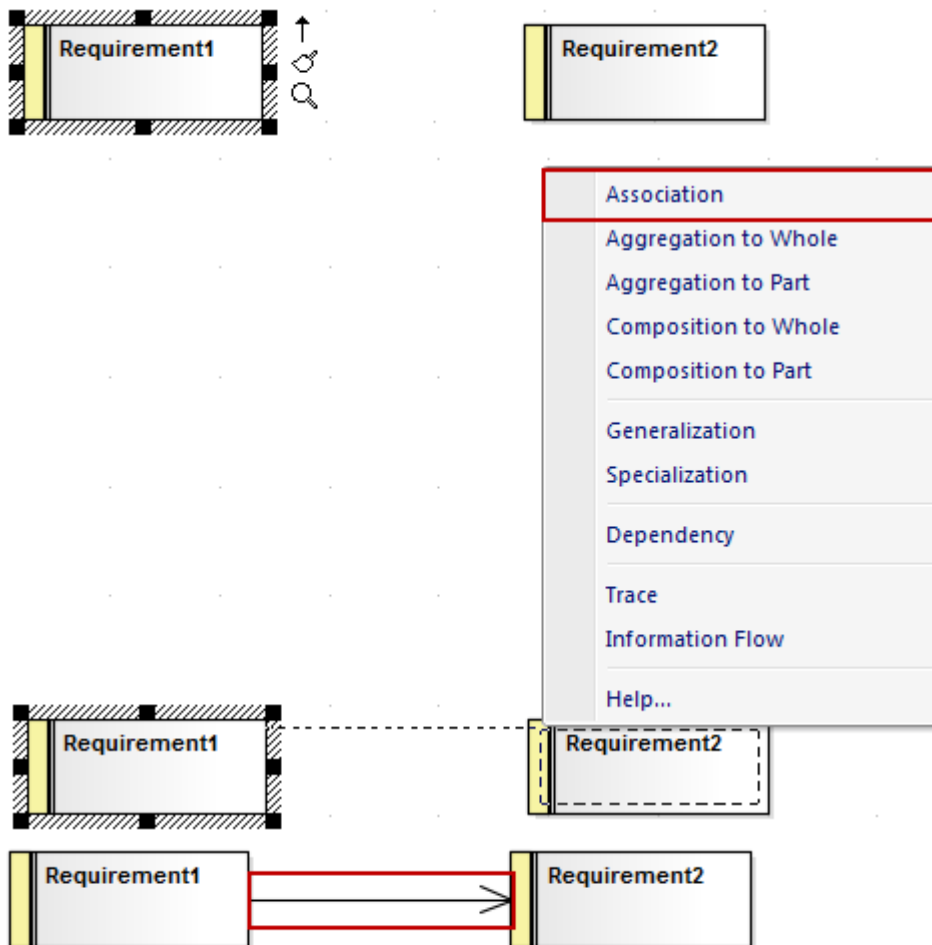 Requirement1
Requirement2
Association
Aggregation to Whole
Aggregation to Part
Composition to Whole
Composition to Part
Generalization
Specialization
Dependency
Trace
Information Flow
Help...
Requirement1
Requirement2
Requirement1
Requirement2